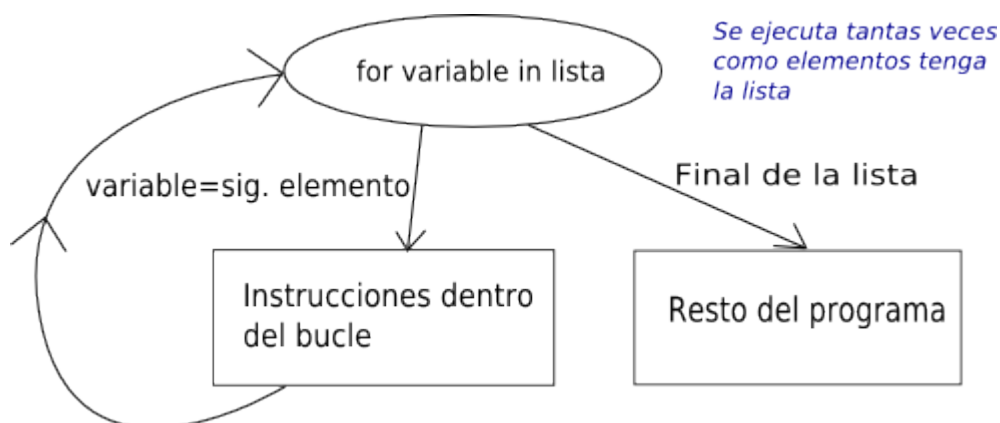 for variable in lista
Se ejecuta tantas veces
como elementos tenga
la lista
variable=sig. elemento
Final de la lista
Instrucciones dentro
del bucle
Resto del programa